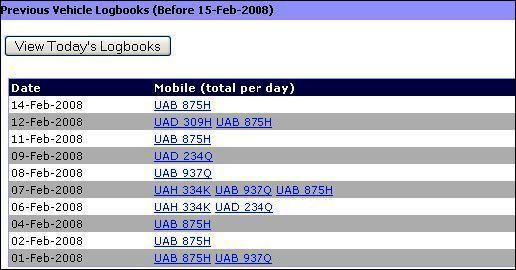 Previous Vehicle Logbooks (Before 15-Feb-2008)
View Today's Logbooks
Date Mobile (total per day)
14-Feb-2008 UAB 875H
12-Feb-2008 UAD 309H UAB 875H
11-Feb-2008 UAB 875H
09-Feb-2008 UAD 234Q
08-Feb-2008 UAB 937Q
07-Feb-2008 UAH 334K UAB 937Q UAB 875H
06-Feb-2008 UAH 334K UAD 234Q
04-Feb-2008 UAB 875H
02-Feb-2008 UAB 875H
01-Feb-2008 UAB 875H UAB 937Q